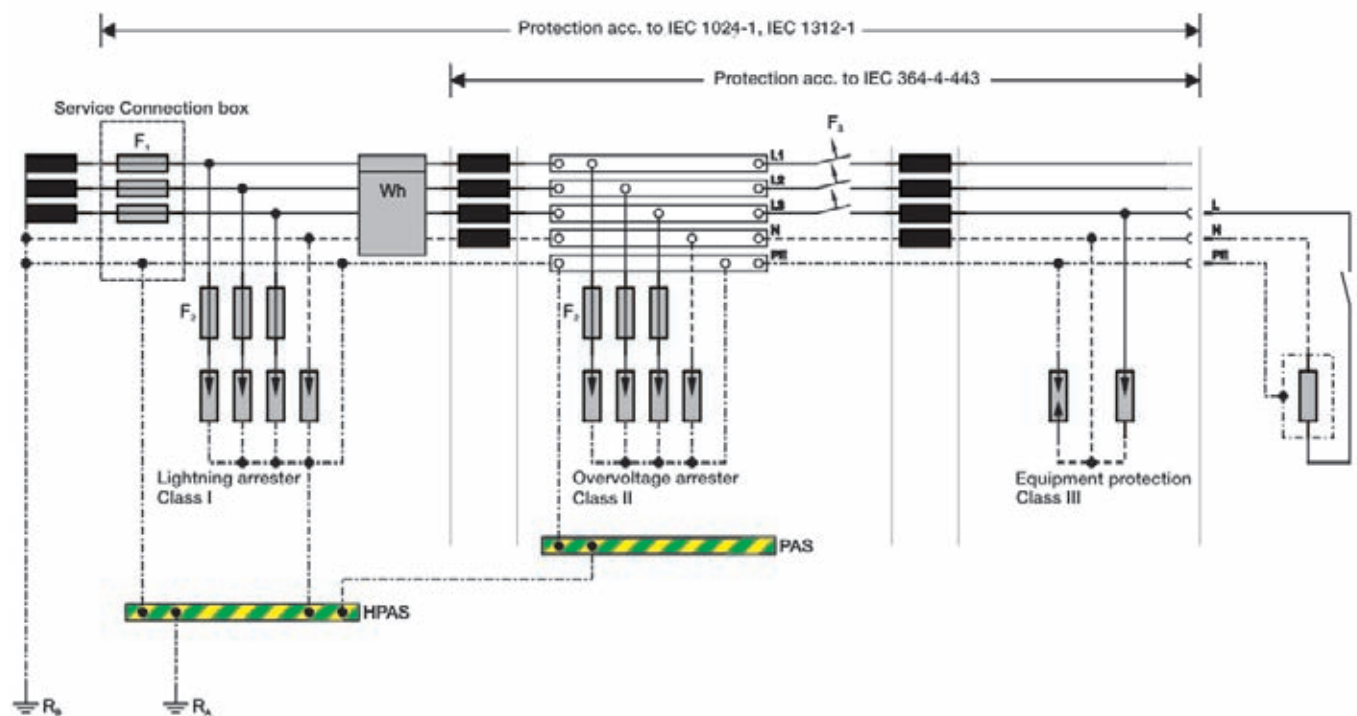 Protection acc. to IEC 1024-1, IEC 1312-1
Protection acc. to IEC 364-4-443
Service Connection box
F₁
F₃
L1
Wh
L2
L3
L
N
N
PE
PE
F₂
F₂
Lightning arrester
Class I
Overvoltage arrester
Class II
Equipment protection
Class III
PAS
HPAS
R_B
R_A